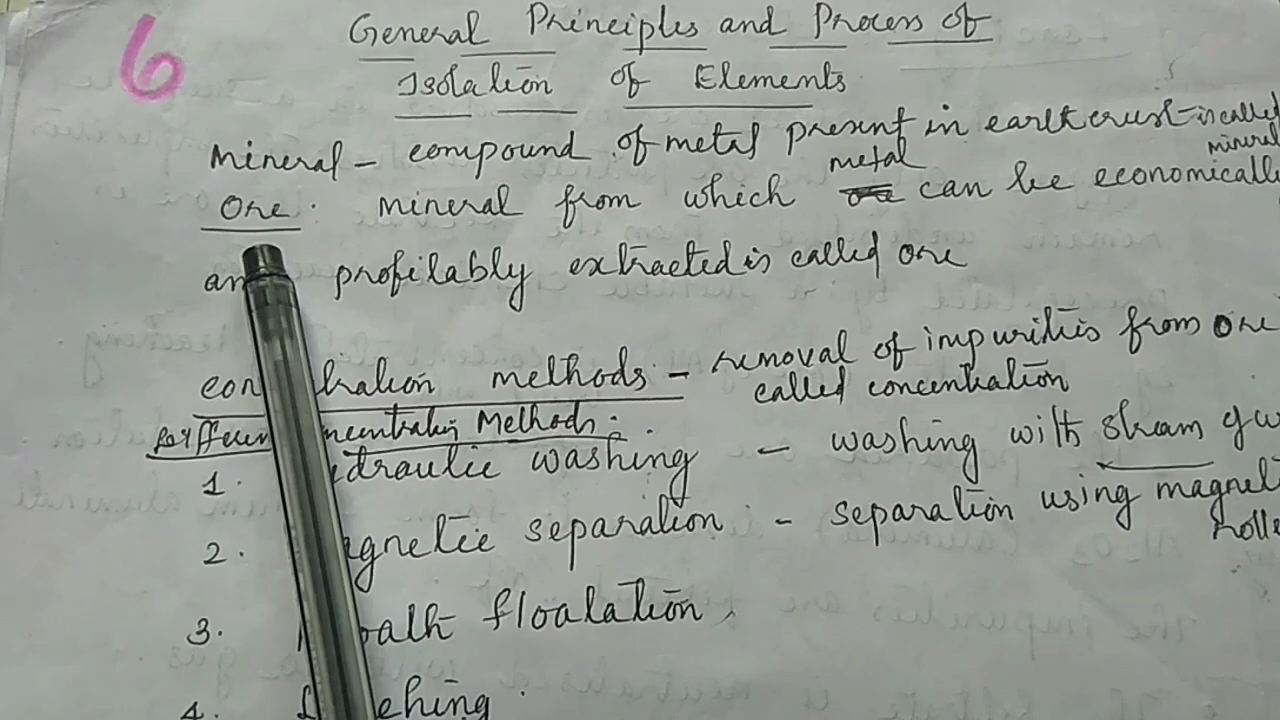 6
General Principles and Process of
Isolation of Elements
Mineral - compound of metal present in earth crust is called mineral
Ore. mineral from which metal can be economically
profitably extracted is called ore
methods - removal of impurities from ore
called concentration
Methods:
1. washing - washing with stream of
2. separation - separation using magnetic
3. floatation
4.